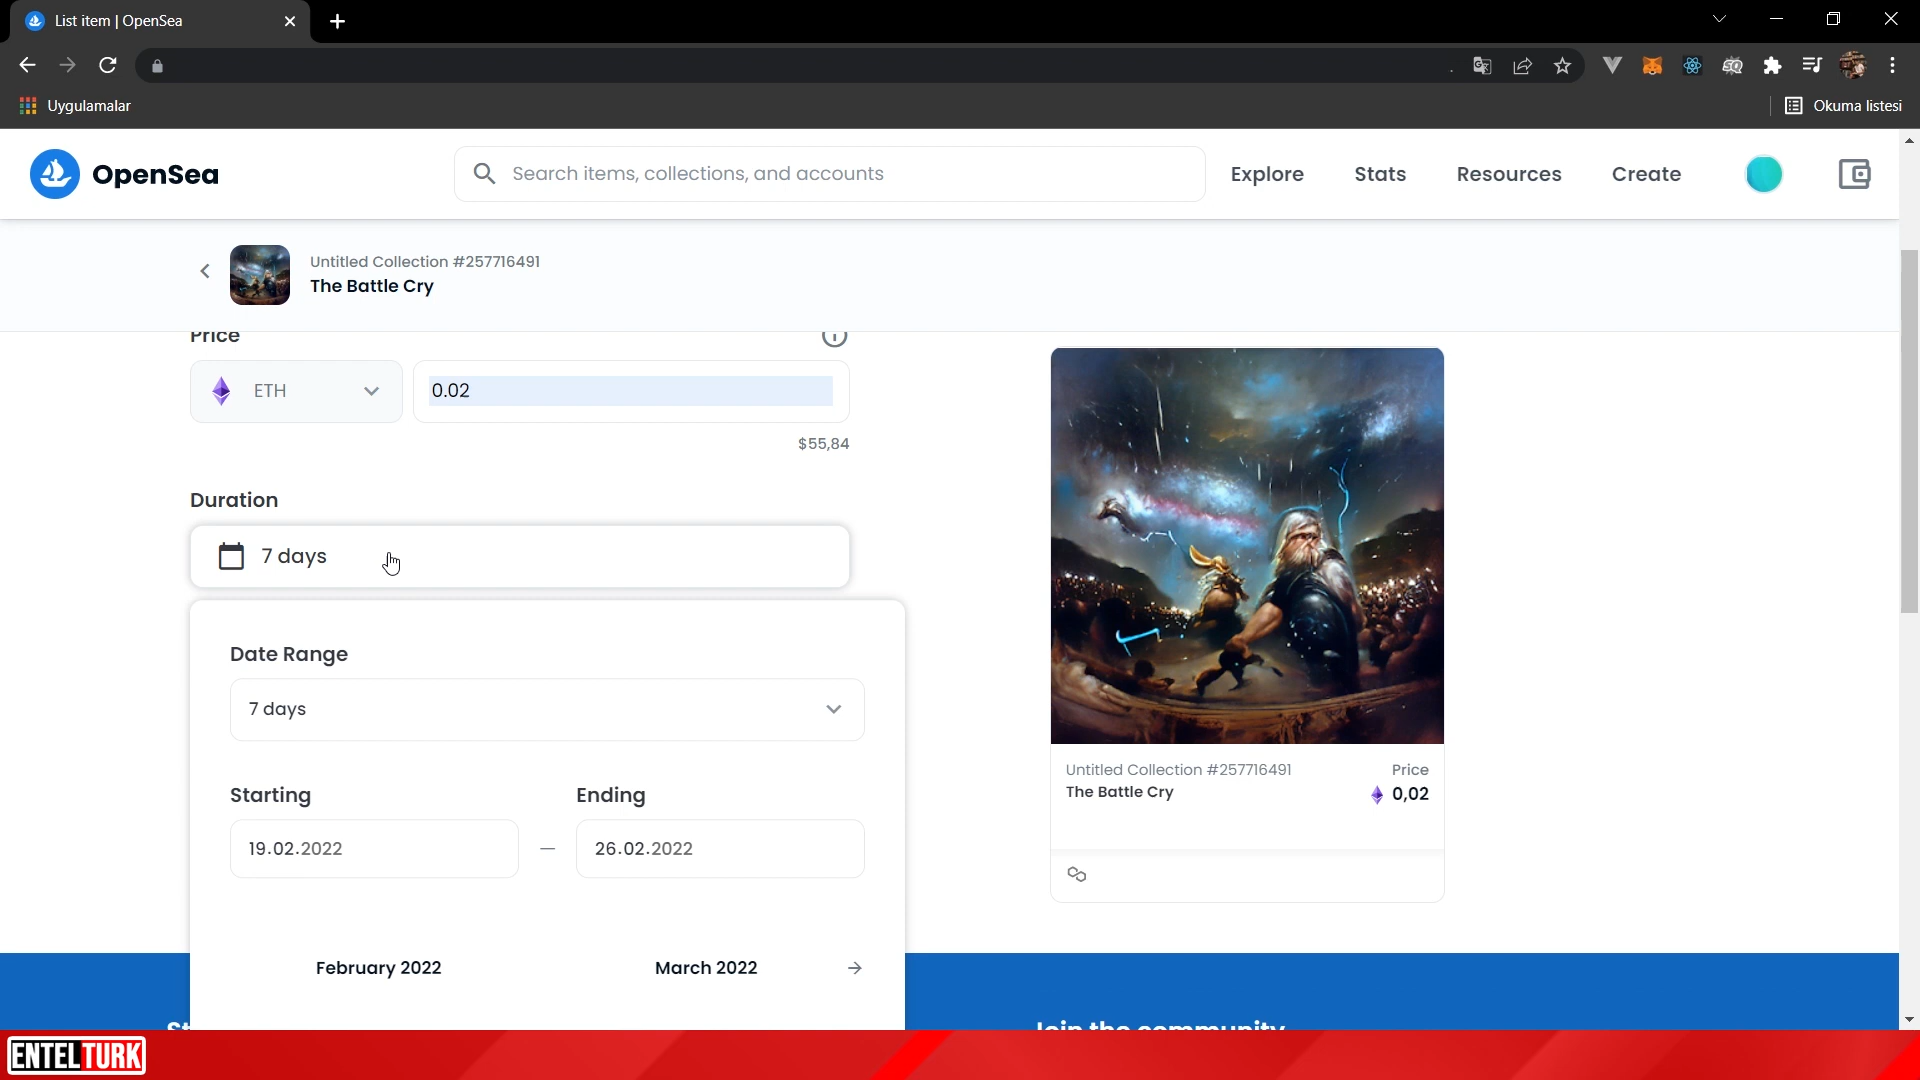 List item | OpenSea
Uygulamalar
Okuma listesi
OpenSea
Search items, collections, and accounts
Explore
Stats
Resources
Create
Untitled Collection #257716491
The Battle Cry
Price
ETH
0.02
$55,84
Duration
7 days
Date Range
7 days
Starting
Ending
19.02.2022
—
26.02.2022
February 2022
March 2022
Untitled Collection #257716491
Price
The Battle Cry
0,02
Join the community
ENTELTURK